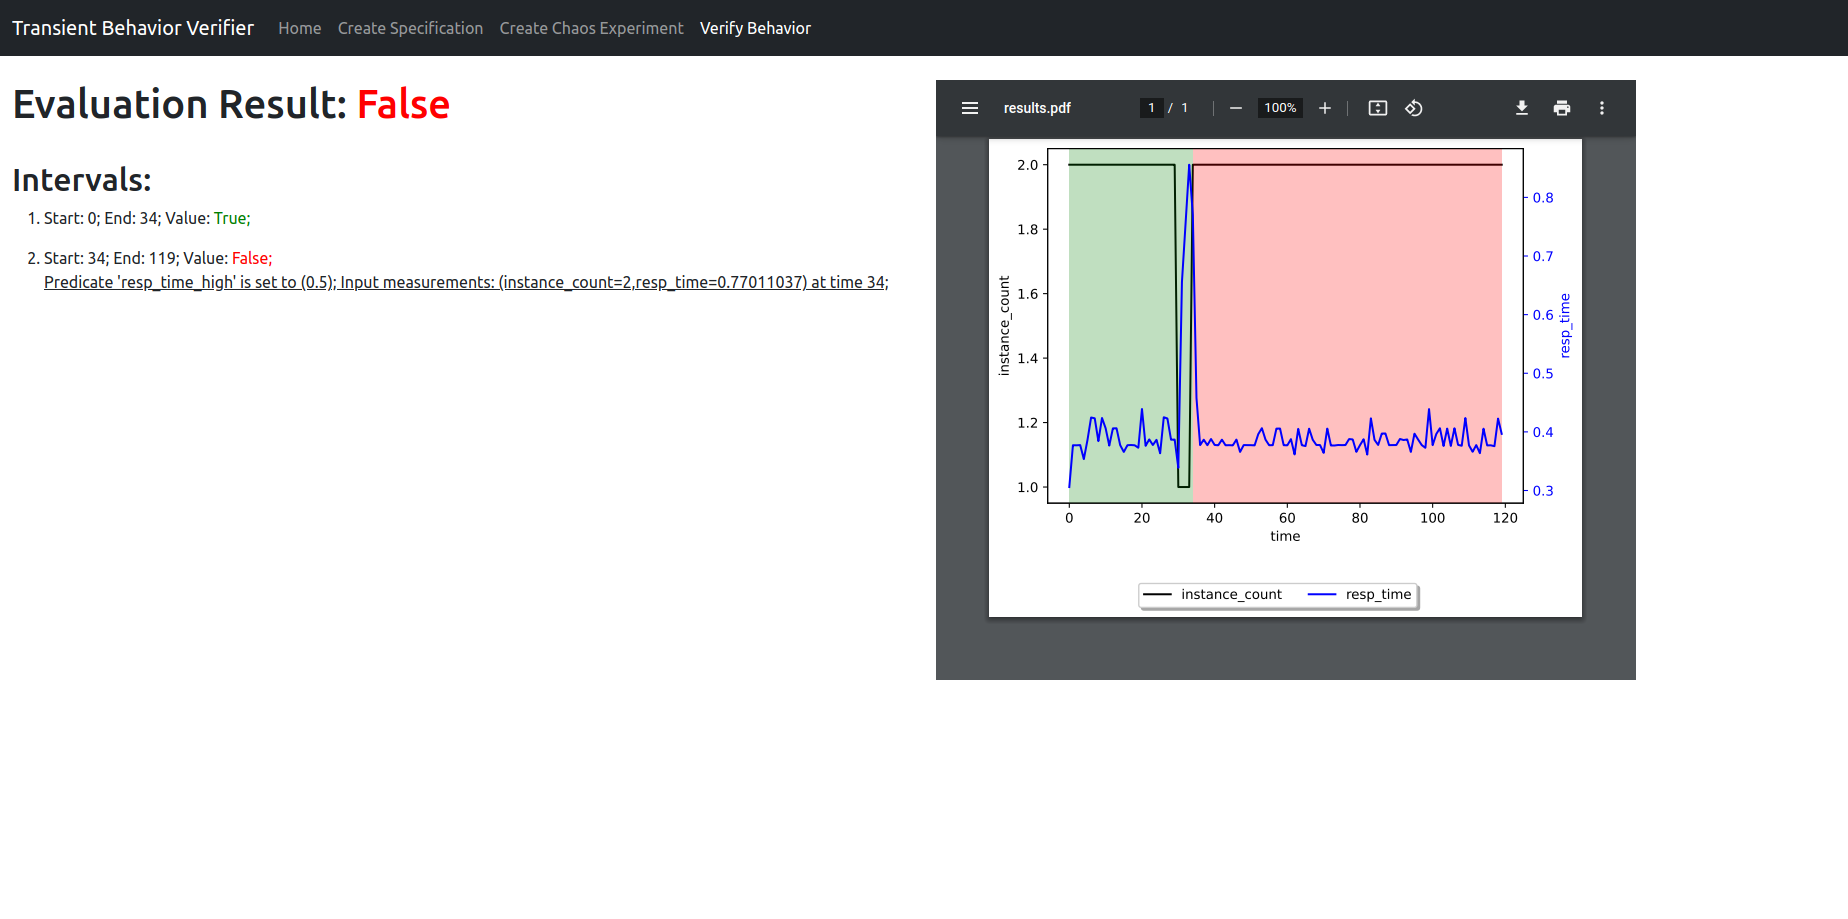 Transient Behavior Verifier Home Create Specification Create Chaos Experiment Verify Behavior
Evaluation Result: False
Intervals:
1. Start: 0; End: 34; Value: True;
2. Start: 34; End: 119; Value: False;
Predicate 'resp_time_high' is set to (0.5); Input measurements: (instance_count=2,resp_time=0.77011037) at time 34;
results.pdf 1 / 1 100%
2.0
1.8
1.6
1.4
1.2
1.0
instance_count
0.8
0.7
0.6
0.5
0.4
0.3
resp_time
0 20 40 60 80 100 120
time
instance_count resp_time